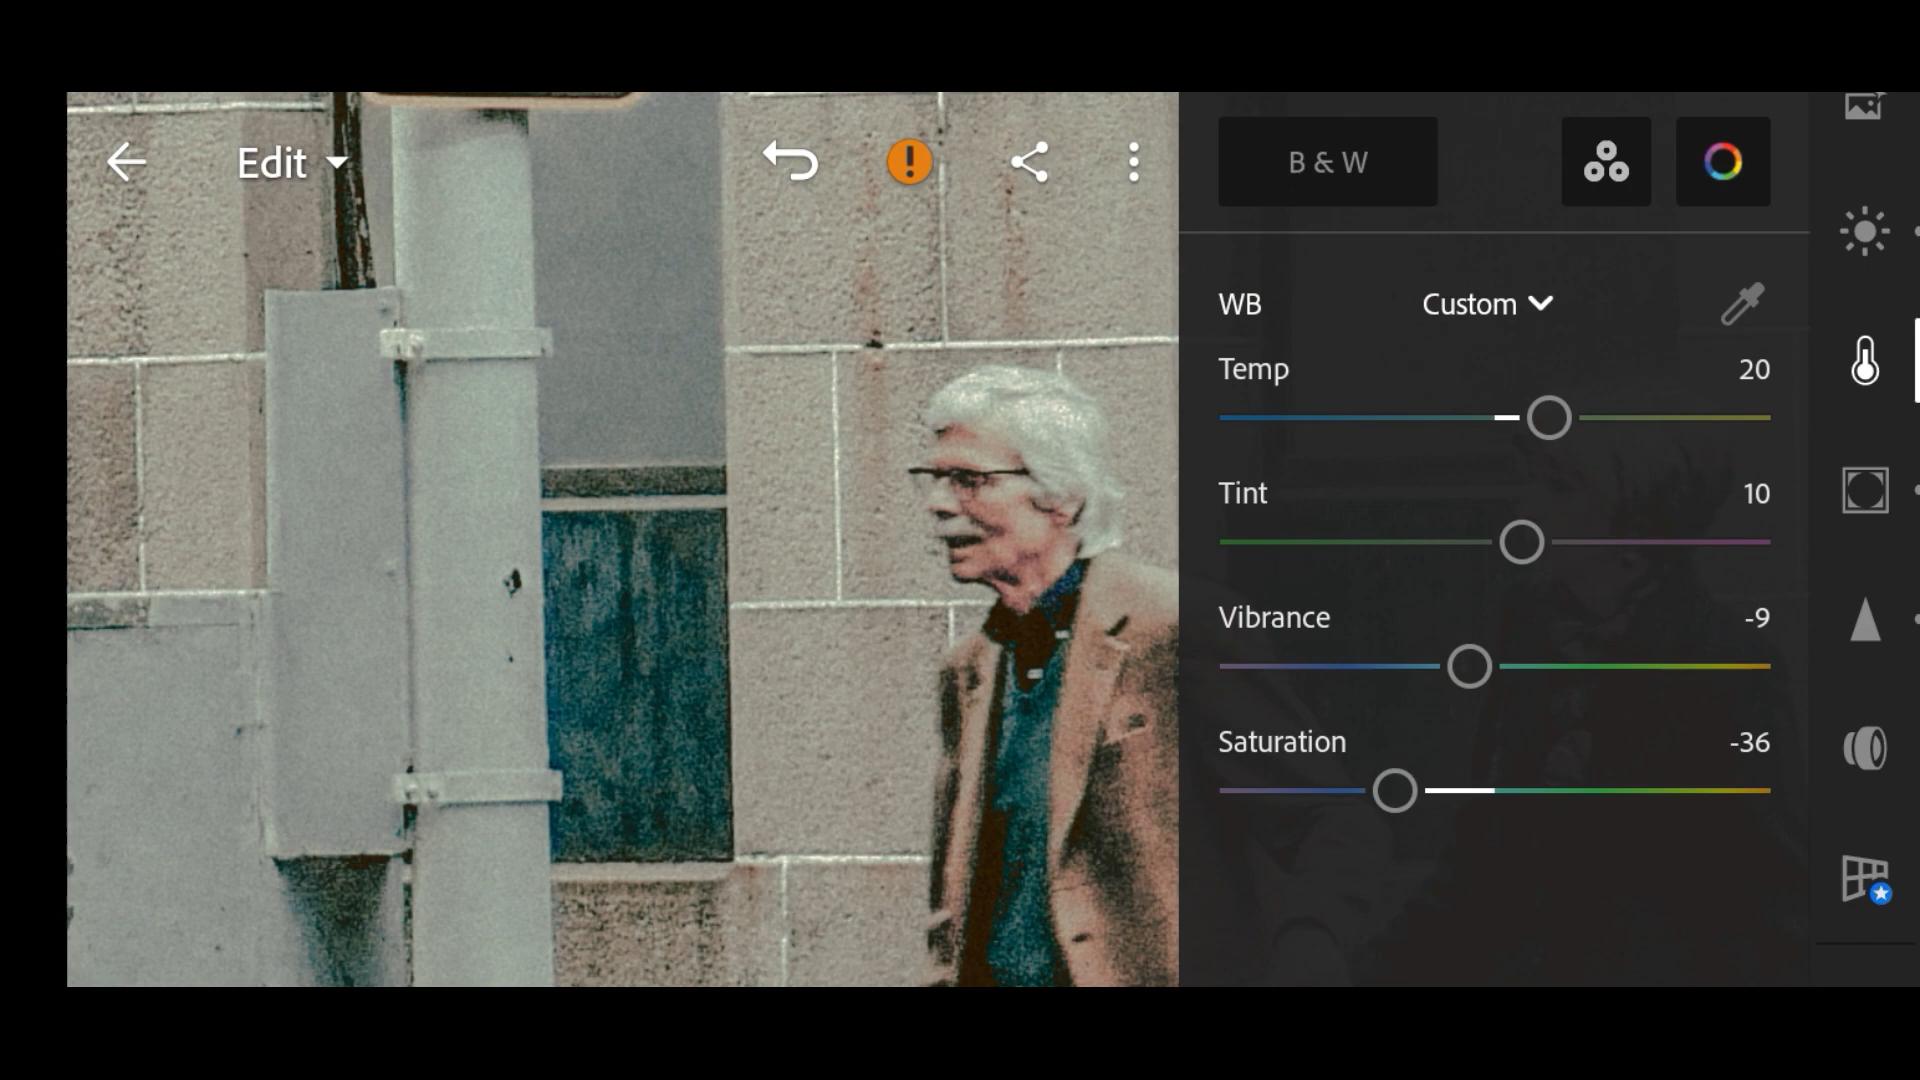 Edit
B & W
WB Custom
Temp 20
Tint 10
Vibrance -9
Saturation -36